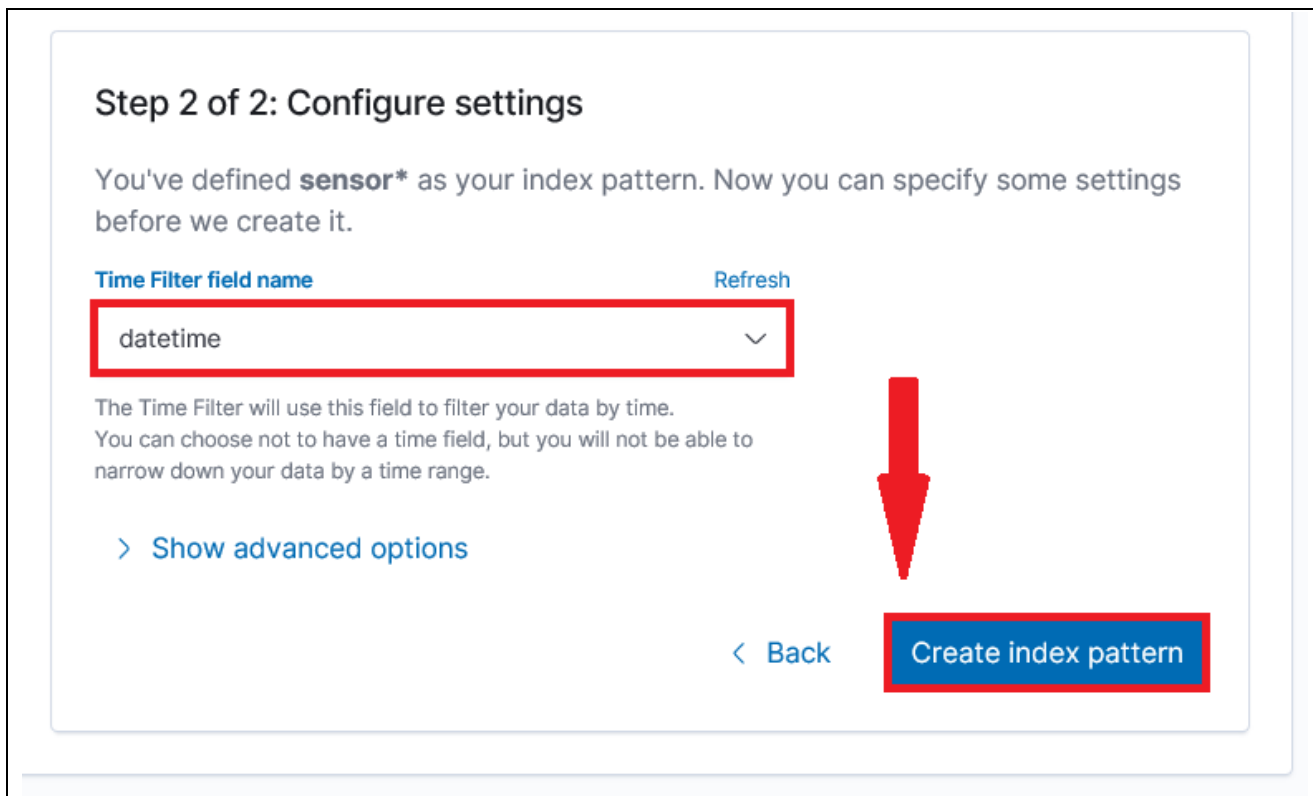 Step 2 of 2: Configure settings
You've defined sensor* as your index pattern. Now you can specify some settings
before we create it.
Time Filter field name
Refresh
datetime
The Time Filter will use this field to filter your data by time.
You can choose not to have a time field, but you will not be able to
narrow down your data by a time range.
Show advanced options
Back
Create index pattern